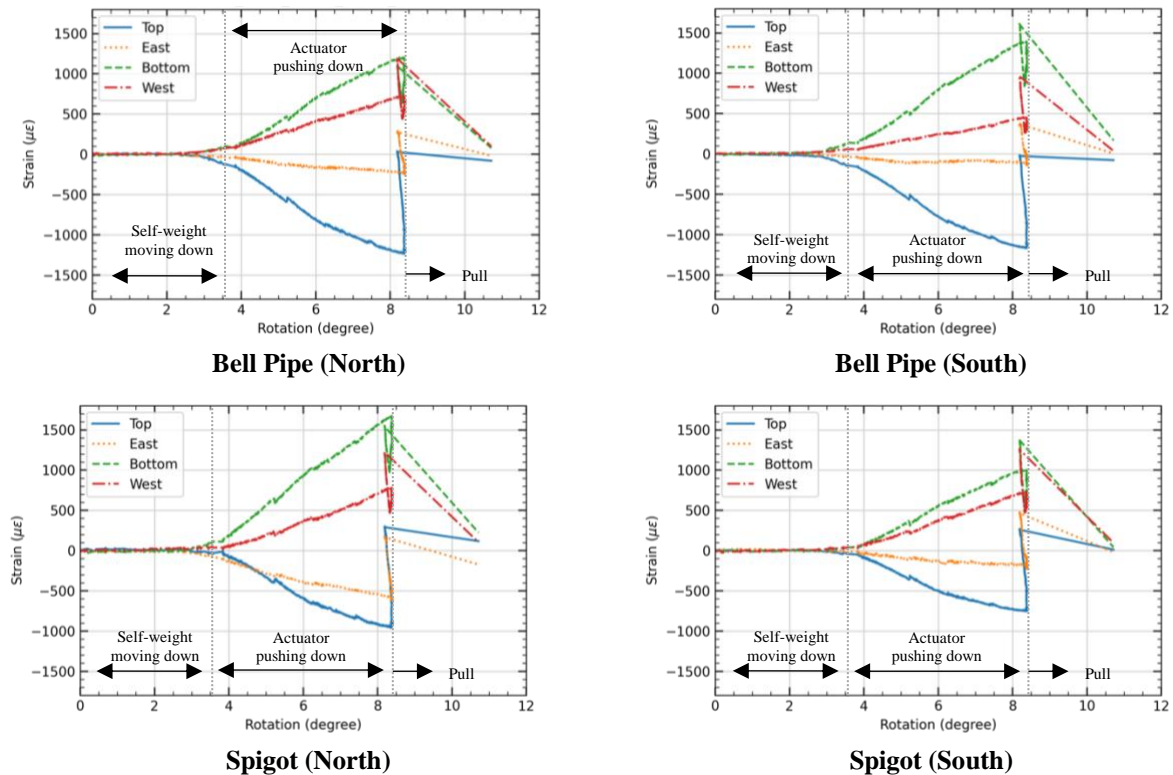 1500
1000
500
0
−500
−1000
−1500
Strain (με)
Top
East
Bottom
West
Actuator
pushing down
Self-weight
moving down
Pull
0 2 4 6 8 10 12
Rotation (degree)
Bell Pipe (North)
1500
1000
500
0
−500
−1000
−1500
Strain (με)
Top
East
Bottom
West
Self-weight
moving down
Actuator
pushing down
Pull
0 2 4 6 8 10 12
Rotation (degree)
Bell Pipe (South)
1500
1000
500
0
−500
−1000
−1500
Strain (με)
Top
East
Bottom
West
Self-weight
moving down
Actuator
pushing down
Pull
0 2 4 6 8 10 12
Rotation (degree)
Spigot (North)
1500
1000
500
0
−500
−1000
−1500
Strain (με)
Top
East
Bottom
West
Self-weight
moving down
Actuator
pushing down
Pull
0 2 4 6 8 10 12
Rotation (degree)
Spigot (South)